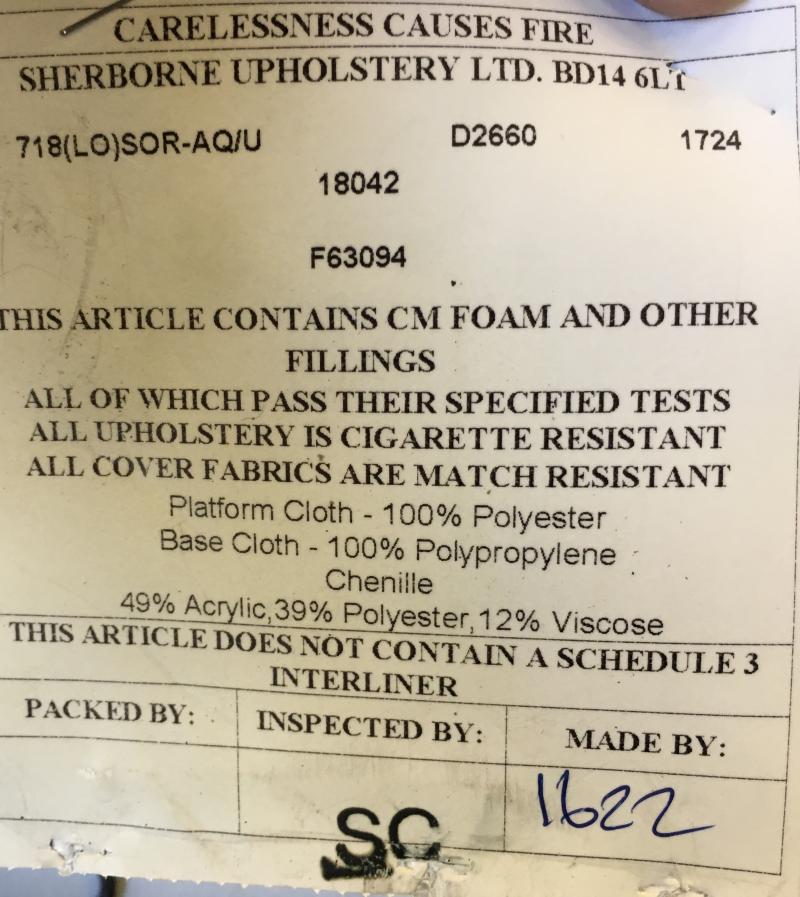 CARELESSNESS CAUSES FIRE
SHERBORNE UPHOLSTERY LTD. BD14 6LT
718(LO)SOR-AQ/U D2660 1724
18042
F63094
THIS ARTICLE CONTAINS CM FOAM AND OTHER
FILLINGS
ALL OF WHICH PASS THEIR SPECIFIED TESTS
ALL UPHOLSTERY IS CIGARETTE RESISTANT
ALL COVER FABRICS ARE MATCH RESISTANT
Platform Cloth - 100% Polyester
Base Cloth - 100% Polypropylene
Chenille
49% Acrylic,39% Polyester,12% Viscose
THIS ARTICLE DOES NOT CONTAIN A SCHEDULE 3
INTERLINER
PACKED BY: INSPECTED BY: MADE BY:
1622
SC